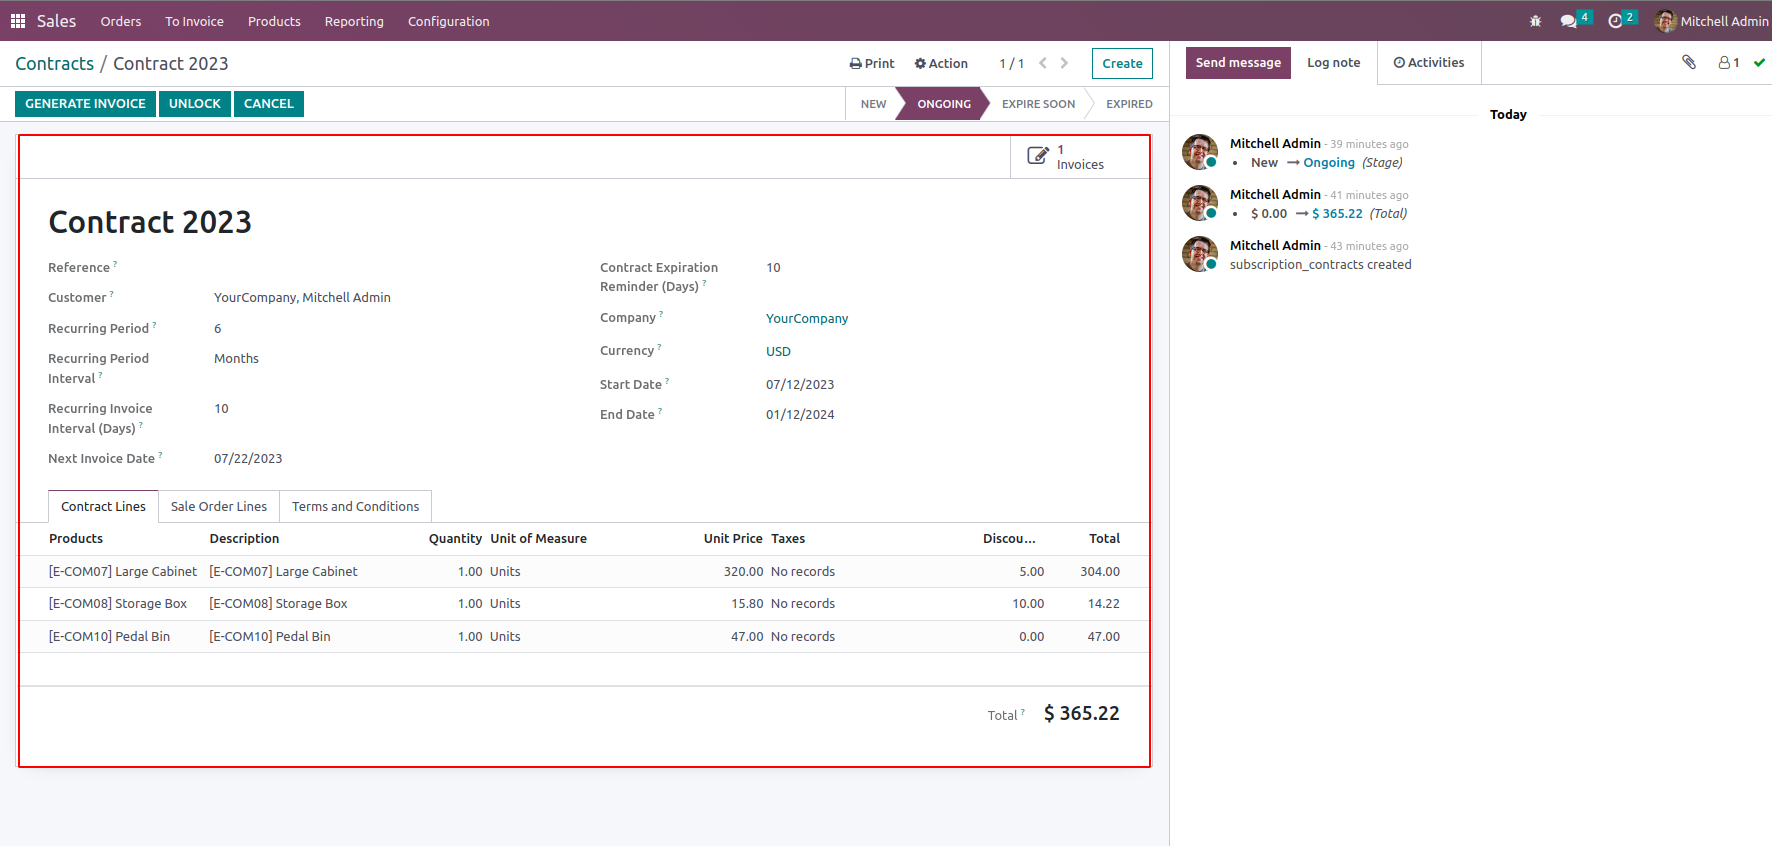 Sales Orders To Invoice Products Reporting Configuration 4 2 Mitchell Admin
Contracts / Contract 2023 Print Action 1 / 1 Create
GENERATE INVOICE UNLOCK CANCEL NEW ONGOING EXPIRE SOON EXPIRED
1
Invoices
Contract 2023
Reference ?
Customer ? YourCompany, Mitchell Admin
Recurring Period ? 6
Recurring Period
Interval ?
Months
Recurring Invoice
Interval (Days) ?
10
Next Invoice Date ? 07/22/2023
Contract Expiration
Reminder (Days) ?
10
Company ? YourCompany
Currency ? USD
Start Date ? 07/12/2023
End Date ? 01/12/2024
Contract Lines Sale Order Lines Terms and Conditions
Products Description Quantity Unit of Measure Unit Price Taxes Discou... Total
[E-COM07] Large Cabinet [E-COM07] Large Cabinet 1.00 Units 320.00 No records 5.00 304.00
[E-COM08] Storage Box [E-COM08] Storage Box 1.00 Units 15.80 No records 10.00 14.22
[E-COM10] Pedal Bin [E-COM10] Pedal Bin 1.00 Units 47.00 No records 0.00 47.00
Total ? $ 365.22
Send message Log note Activities 1
Today
Mitchell Admin - 39 minutes ago
• New → Ongoing (Stage)
Mitchell Admin - 41 minutes ago
• $ 0.00 → $ 365.22 (Total)
Mitchell Admin - 43 minutes ago
subscription_contracts created